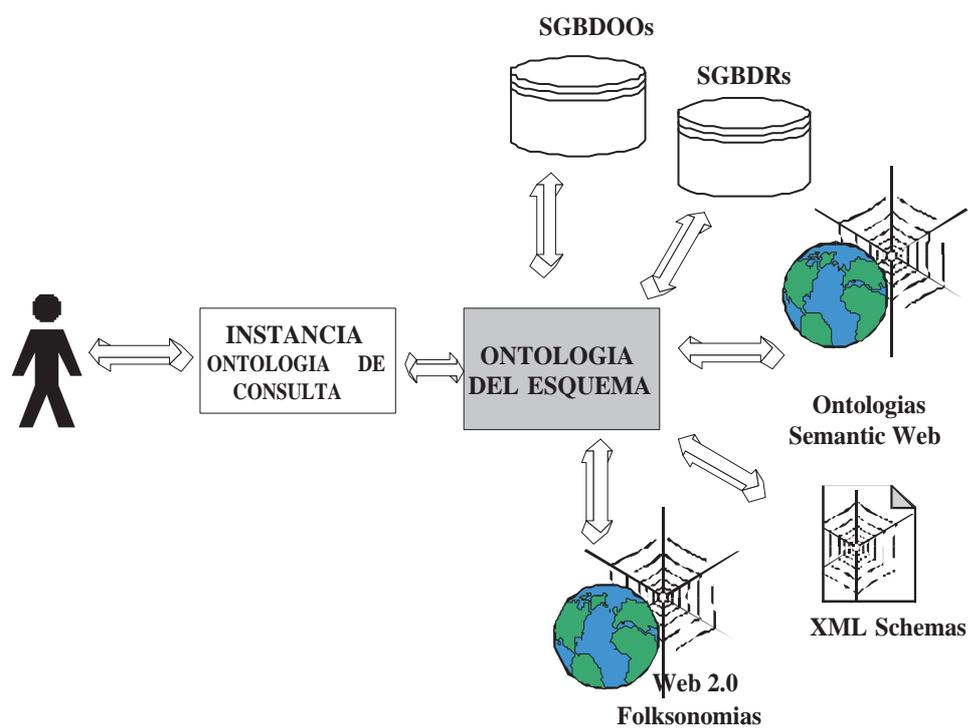 SGBDOOs
SGBDRs
INSTANCIA
ONTOLOGIA DE
CONSULTA
ONTOLOGIA
DEL ESQUEMA
Ontologias
Semantic Web
XML Schemas
Web 2.0
Folksonomias